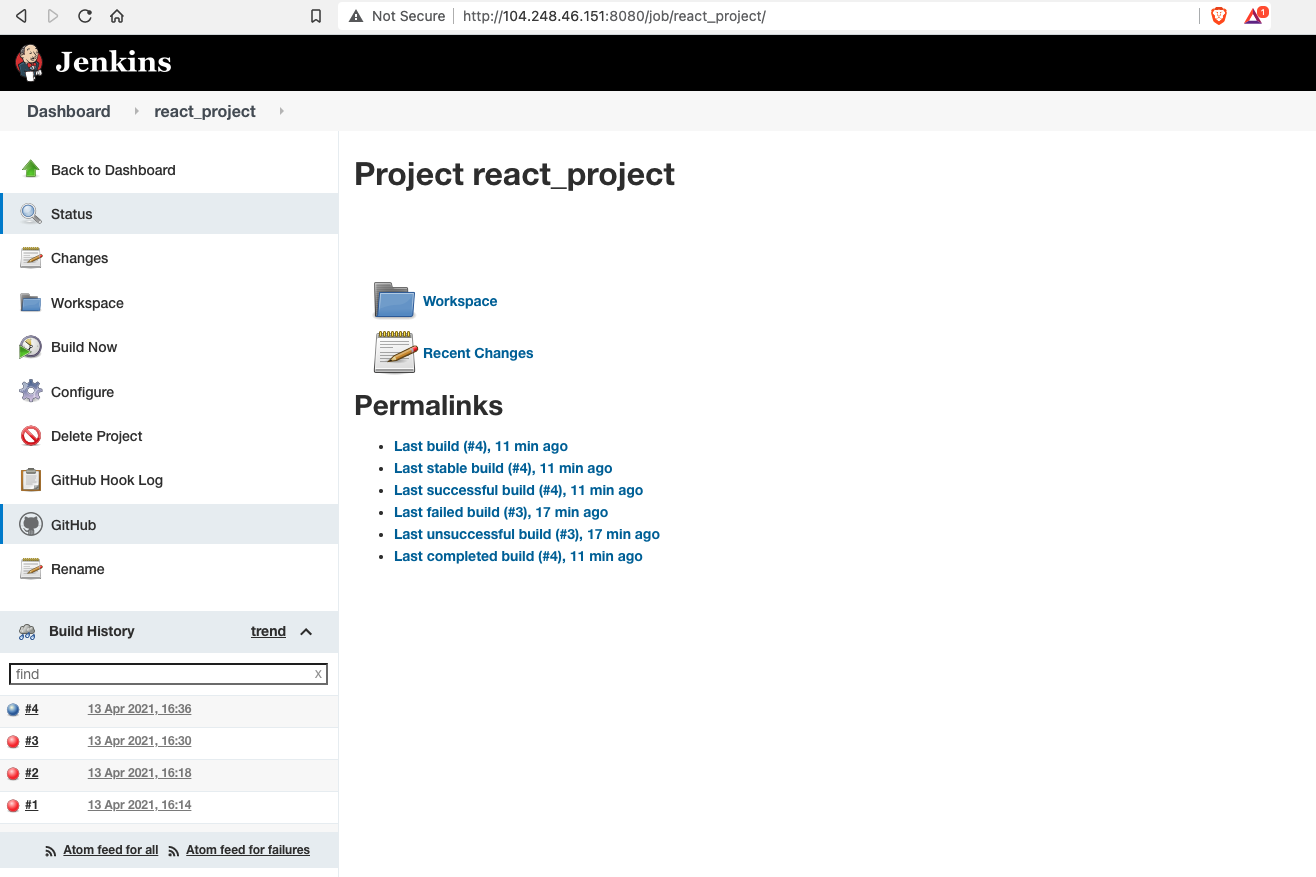 Not Secure http://104.248.46.151:8080/job/react_project/ 1
Jenkins
Dashboard react_project
Back to Dashboard
Status
Changes
Workspace
Build Now
Configure
Delete Project
GitHub Hook Log
GitHub
Rename
Build History trend
find x
#4 13 Apr 2021, 16:36
#3 13 Apr 2021, 16:30
#2 13 Apr 2021, 16:18
#1 13 Apr 2021, 16:14
Atom feed for all Atom feed for failures
Project react_project
Workspace
Recent Changes
Permalinks
Last build (#4), 11 min ago
Last stable build (#4), 11 min ago
Last successful build (#4), 11 min ago
Last failed build (#3), 17 min ago
Last unsuccessful build (#3), 17 min ago
Last completed build (#4), 11 min ago